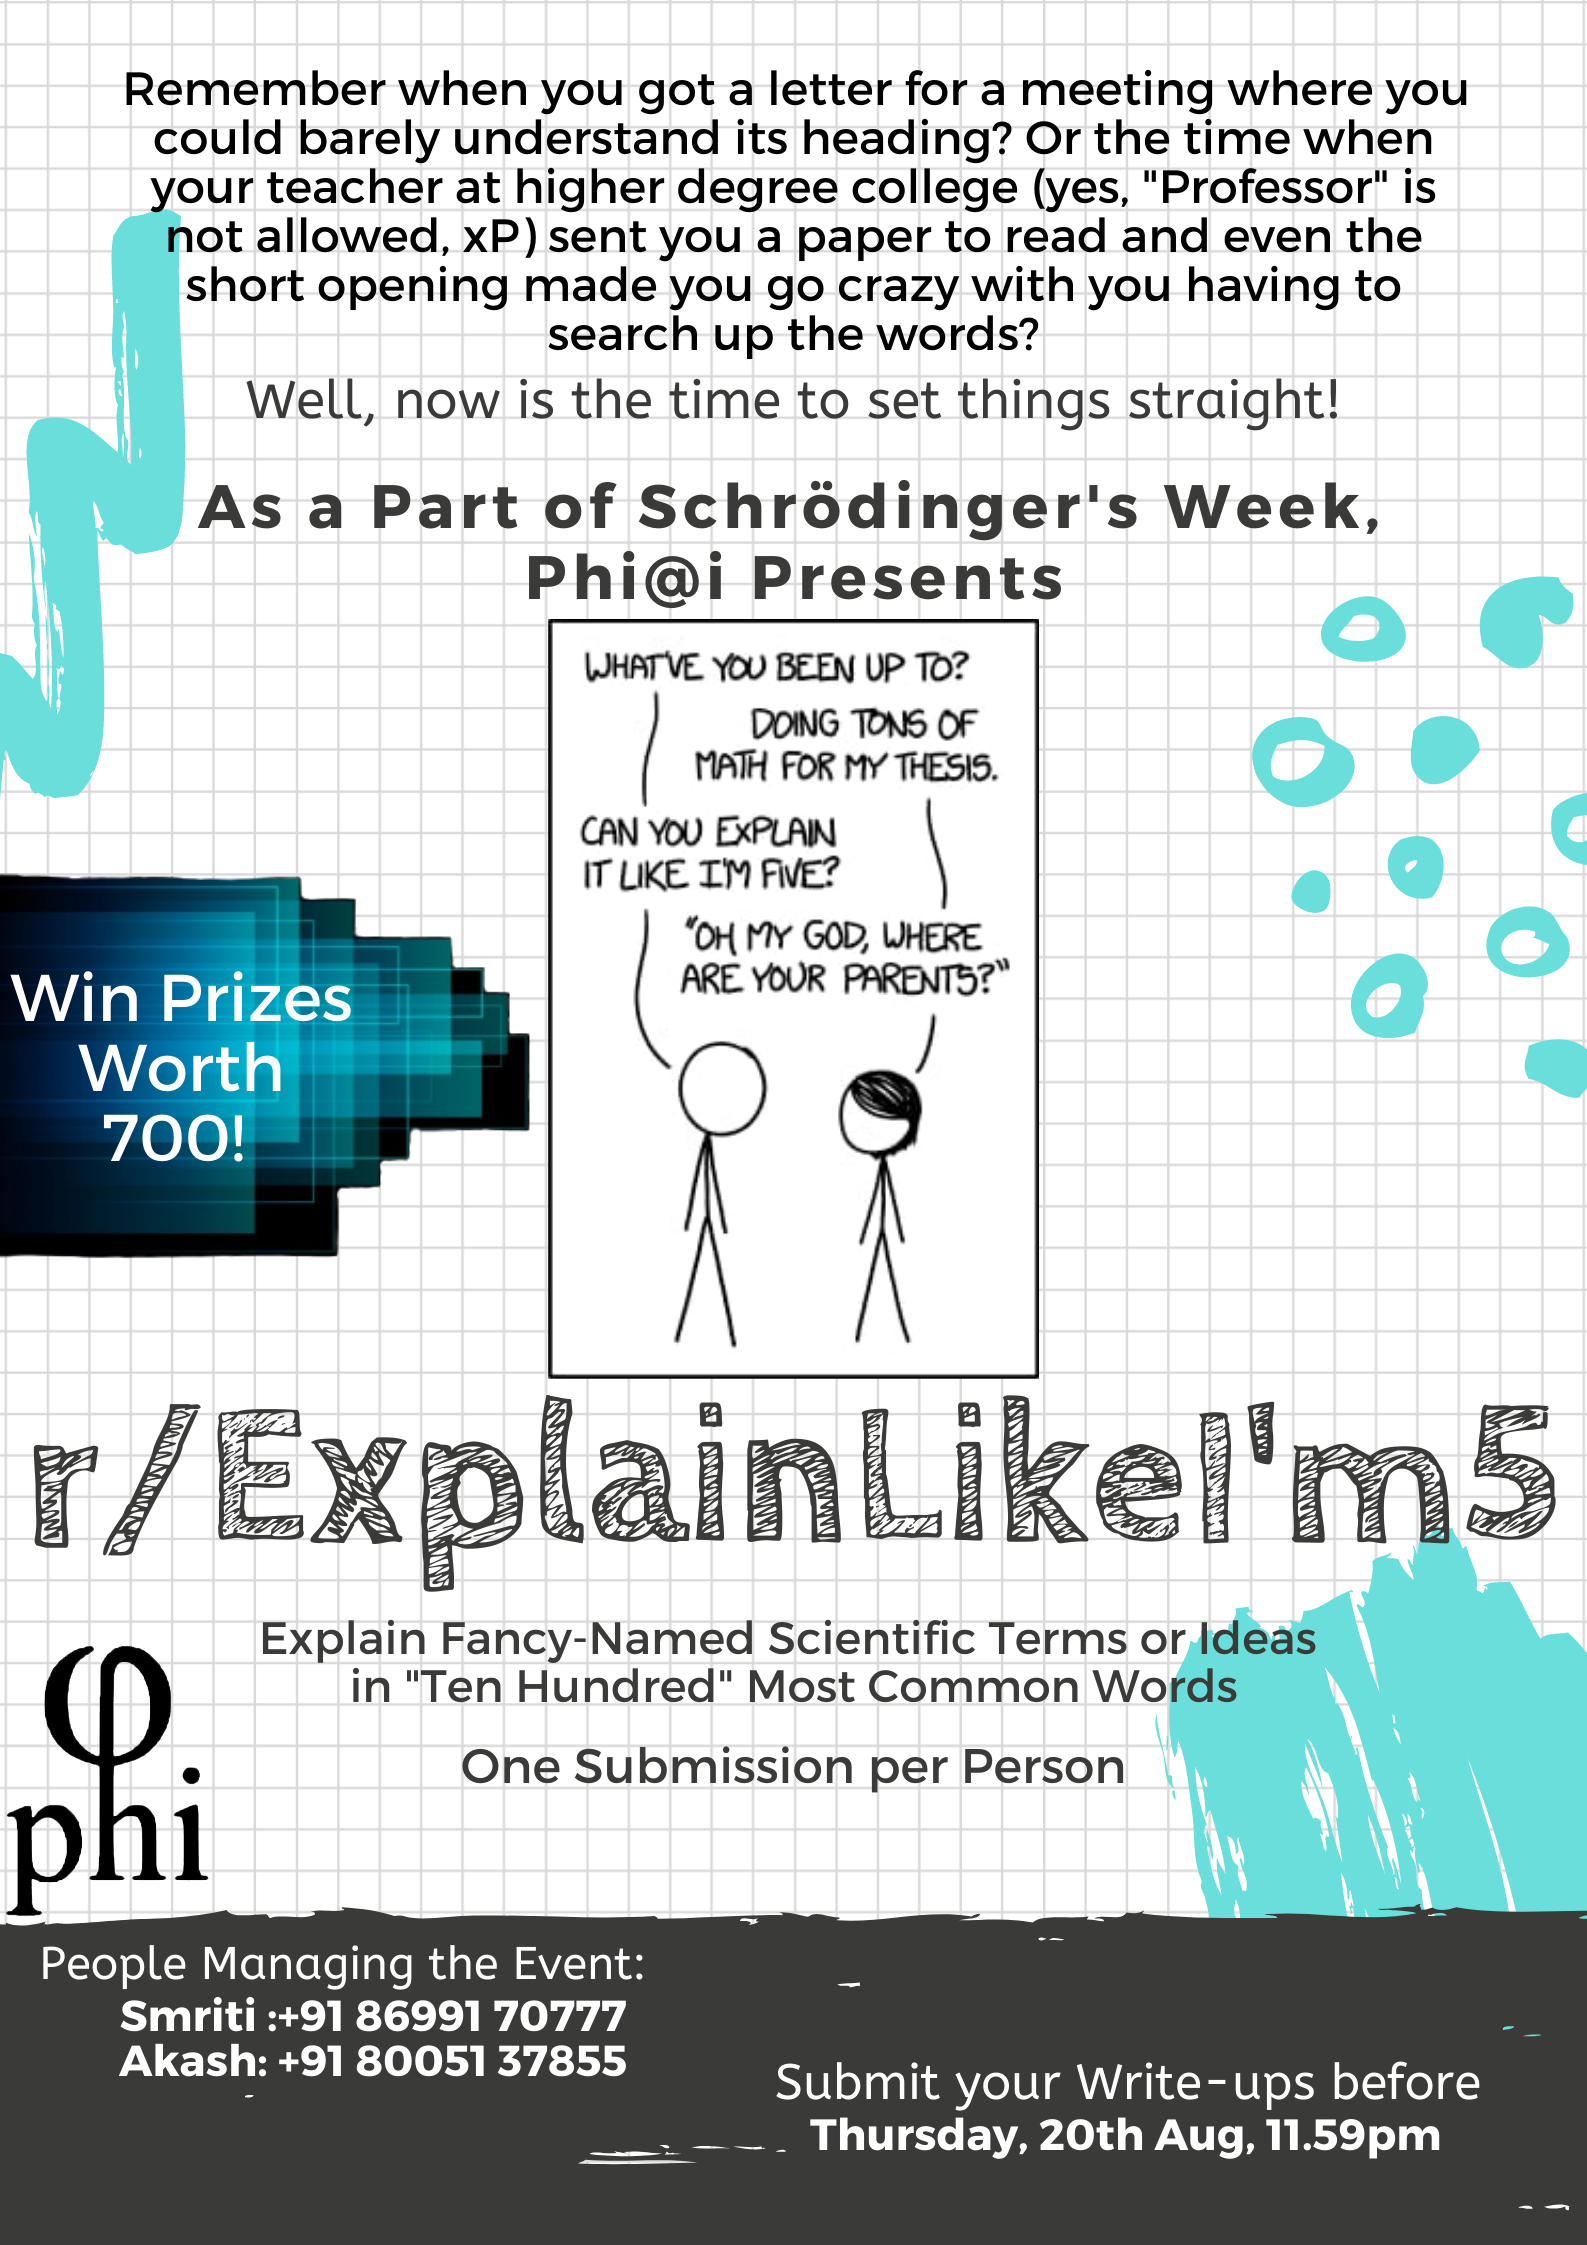 Remember when you got a letter for a meeting where you
could barely understand its heading? Or the time when
your teacher at higher degree college (yes, "Professor" is
not allowed, xP) sent you a paper to read and even the
short opening made you go crazy with you having to
search up the words?
Well, now is the time to set things straight!
As a Part of Schrödinger's Week,
Phi@i Presents
WHAT'VE YOU BEEN UP TO?
DOING TONS OF
MATH FOR MY THESIS.
CAN YOU EXPLAIN
IT LIKE I'M FIVE?
"OH MY GOD, WHERE
ARE YOUR PARENTS?"
Win Prizes
Worth
700!
r/ExplainLikeI'm5
Explain Fancy-Named Scientific Terms or Ideas
in "Ten Hundred" Most Common Words
One Submission per Person
φ
phi
People Managing the Event:
Smriti :+91 86991 70777
Akash: +91 80051 37855
Submit your Write-ups before
Thursday, 20th Aug, 11.59pm